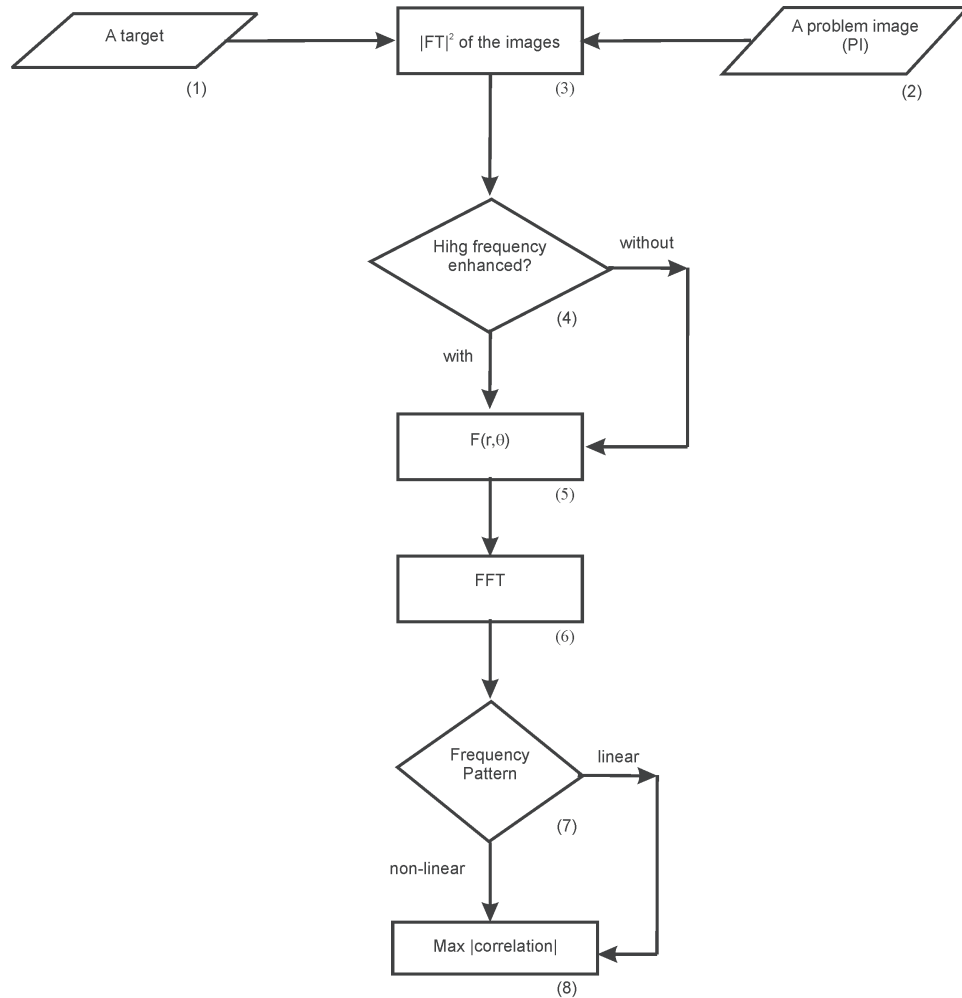 A target
(1)
|FT|² of the images
(3)
A problem image
(PI)
(2)
Hihg frequency
enhanced?
(4)
without
with
F(r,θ)
(5)
FFT
(6)
Frequency
Pattern
(7)
linear
non-linear
Max |correlation|
(8)